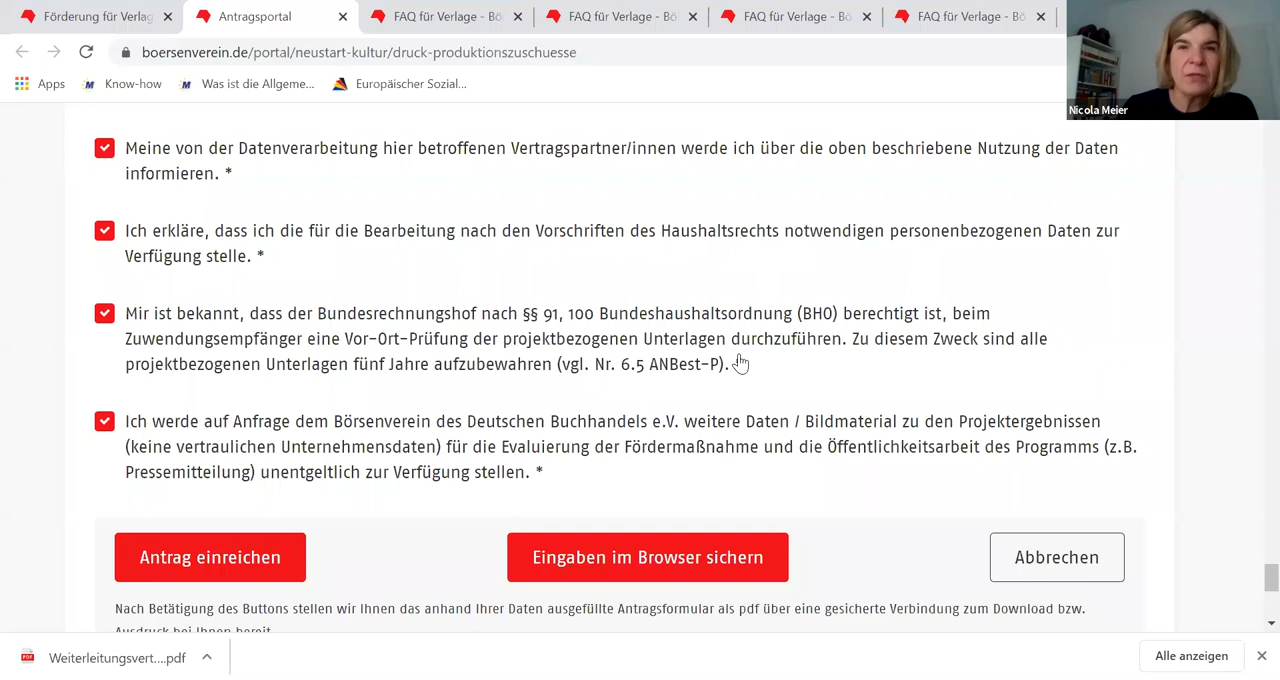 Förderung für Verlag
Antragsportal
FAQ für Verlage - Bö
FAQ für Verlage - Bö
FAQ für Verlage - Bö
FAQ für Verlage - Bö
boersenverein.de/portal/neustart-kultur/druck-produktionszuschuesse
Apps
Know-how
Was ist die Allgeme...
Europäischer Sozial...
Nicola Meier
Meine von der Datenverarbeitung hier betroffenen Vertragspartner/innen werde ich über die oben beschriebene Nutzung der Daten
informieren. *
Ich erkläre, dass ich die für die Bearbeitung nach den Vorschriften des Haushaltsrechts notwendigen personenbezogenen Daten zur
Verfügung stelle. *
Mir ist bekannt, dass der Bundesrechnungshof nach §§ 91, 100 Bundeshaushaltsordnung (BHO) berechtigt ist, beim
Zuwendungsempfänger eine Vor-Ort-Prüfung der projektbezogenen Unterlagen durchzuführen. Zu diesem Zweck sind alle
projektbezogenen Unterlagen fünf Jahre aufzubewahren (vgl. Nr. 6.5 ANBest-P).
Ich werde auf Anfrage dem Börsenverein des Deutschen Buchhandels e.V. weitere Daten / Bildmaterial zu den Projektergebnissen
(keine vertraulichen Unternehmensdaten) für die Evaluierung der Fördermaßnahme und die Öffentlichkeitsarbeit des Programms (z.B.
Pressemitteilung) unentgeltlich zur Verfügung stellen. *
Antrag einreichen
Eingaben im Browser sichern
Abbrechen
Nach Betätigung des Buttons stellen wir Ihnen das anhand Ihrer Daten ausgefüllte Antragsformular als pdf über eine gesicherte Verbindung zum Download bzw.
Ausdruck bei Ihnen bereit.
PDF
Weiterleitungsvert....pdf
Alle anzeigen